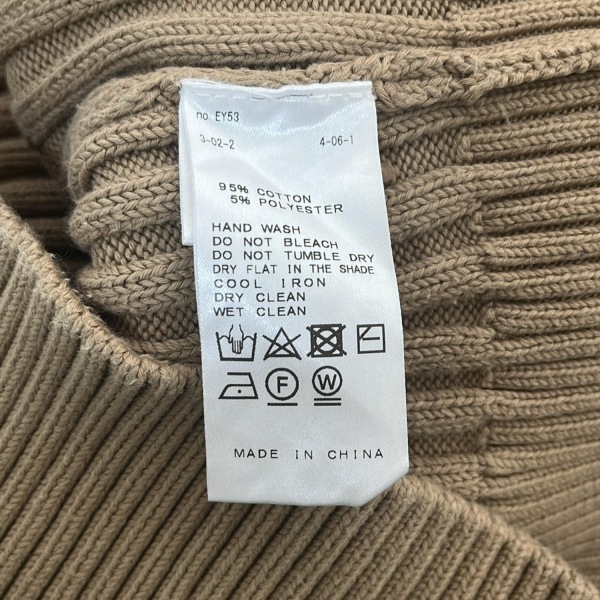 no. EY53
3-02-2 4-06-1
95% COTTON
5% POLYESTER
HAND WASH
DO NOT BLEACH
DO NOT TUMBLE DRY
DRY FLAT IN THE SHADE
COOL IRON
DRY CLEAN
WET CLEAN
F W
MADE IN CHINA